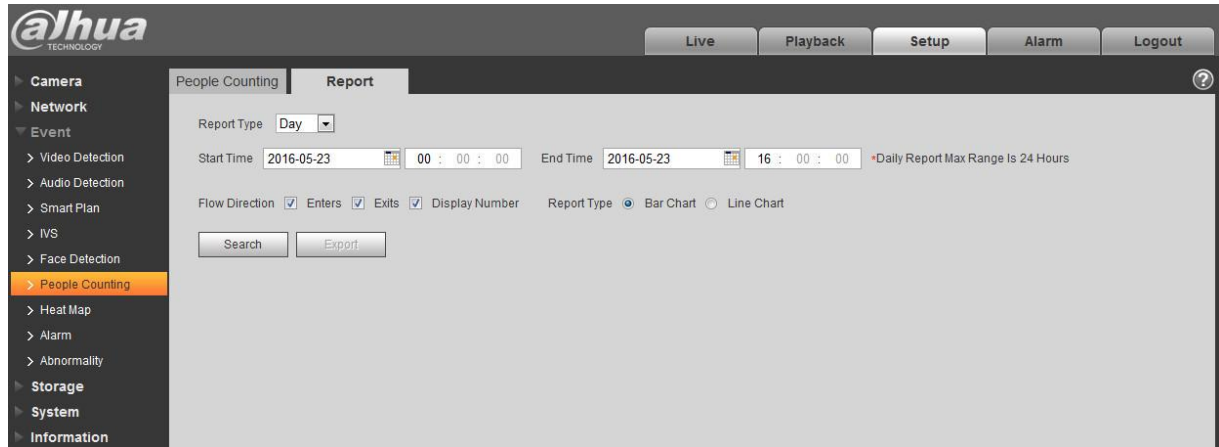 alhua
TECHNOLOGY
Live Playback Setup Alarm Logout
Camera
Network
Event
Video Detection
Audio Detection
Smart Plan
IVS
Face Detection
People Counting
Heat Map
Alarm
Abnormality
Storage
System
Information
People Counting Report ?
Report Type Day
Start Time 2016-05-23 00 : 00 : 00 End Time 2016-05-23 16 : 00 : 00 *Daily Report Max Range Is 24 Hours
Flow Direction Enters Exits Display Number Report Type Bar Chart Line Chart
Search Export